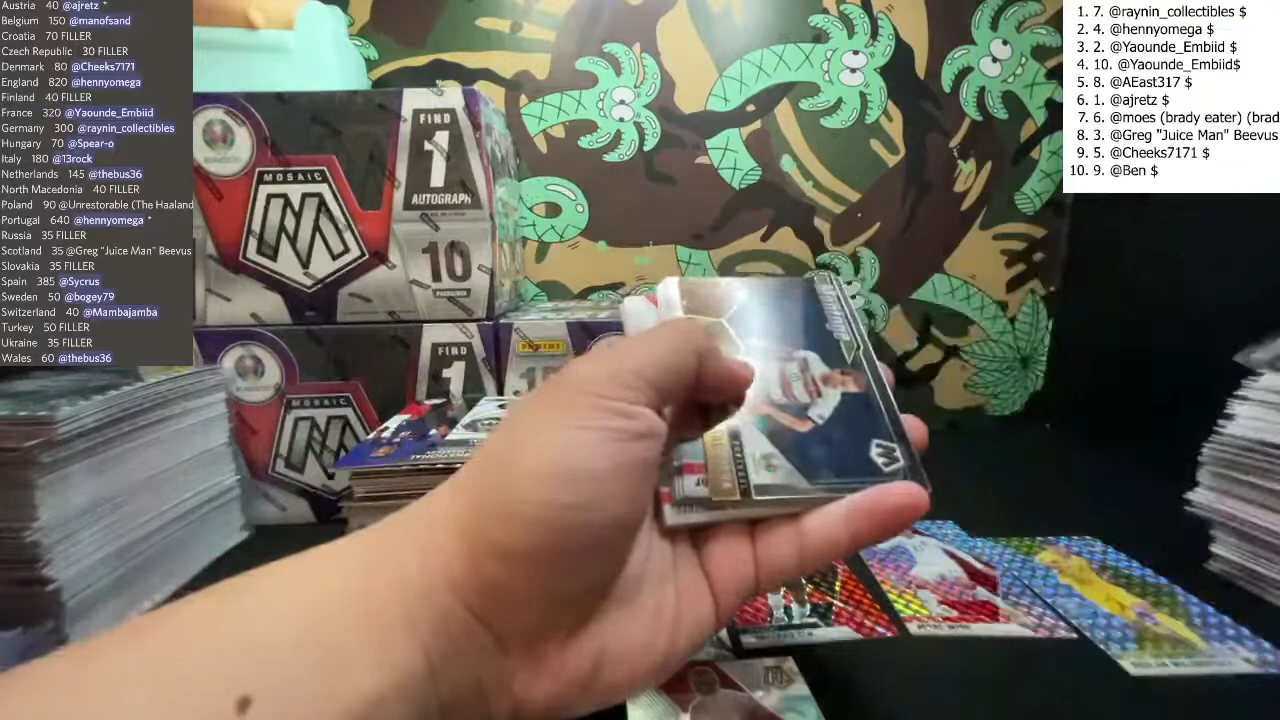 Austria 40 @ajretz *
Belgium 150 @manofsand
Croatia 70 FILLER
Czech Republic 30 FILLER
Denmark 80 @Cheeks7171
England 820 @hennyomega
Finland 40 FILLER
France 320 @Yaounde_Embiid
Germany 300 @raynin_collectibles
Hungary 70 @Spear-o
Italy 180 @13rock
Netherlands 145 @thebus36
North Macedonia 40 FILLER
Poland 90 @Unrestorable (The Haaland
Portugal 640 @hennyomega *
Russia 35 FILLER
Scotland 35 @Greg "Juice Man" Beevus
Slovakia 35 FILLER
Spain 385 @Sycrus
Sweden 50 @bogey79
Switzerland 40 @Mambajamba
Turkey 50 FILLER
Ukraine 35 FILLER
Wales 60 @thebus36
1. 7. @raynin_collectibles $
2. 4. @hennyomega $
3. 2. @Yaounde_Embiid $
4. 10. @Yaounde_Embiid$
5. 8. @AEast317 $
6. 1. @ajretz $
7. 6. @moes (brady eater) (brad
8. 3. @Greg "Juice Man" Beevus
9. 5. @Cheeks7171 $
10. 9. @Ben $
MOSAIC
FIND
1
AUTOGRAPH
10
MOSAIC
FIND
1
PANINI